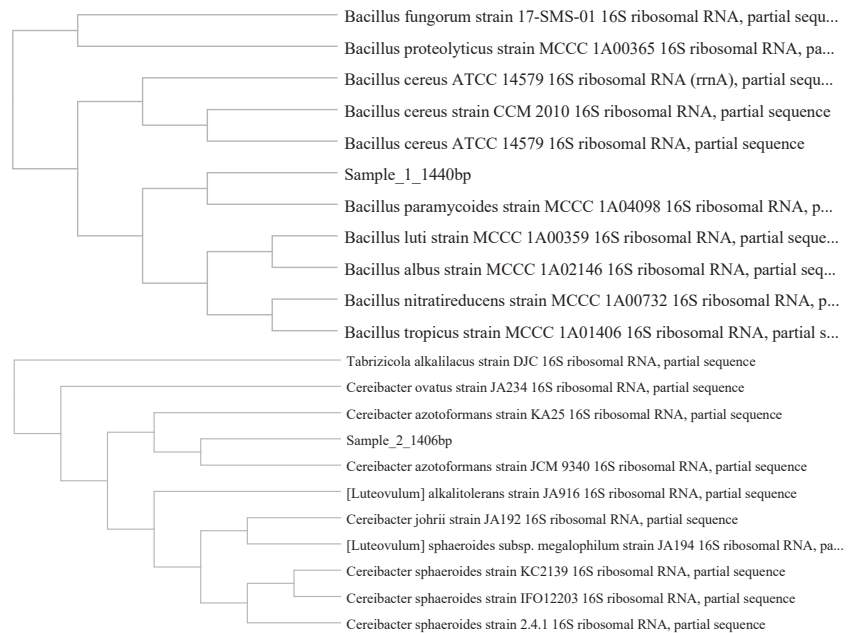 Bacillus fungorum strain 17-SMS-01 16S ribosomal RNA, partial sequ...
Bacillus proteolyticus strain MCCC 1A00365 16S ribosomal RNA, pa...
Bacillus cereus ATCC 14579 16S ribosomal RNA (rrnA), partial sequ...
Bacillus cereus strain CCM 2010 16S ribosomal RNA, partial sequence
Bacillus cereus ATCC 14579 16S ribosomal RNA, partial sequence
Sample_1_1440bp
Bacillus paramycoides strain MCCC 1A04098 16S ribosomal RNA, p...
Bacillus luti strain MCCC 1A00359 16S ribosomal RNA, partial seque...
Bacillus albus strain MCCC 1A02146 16S ribosomal RNA, partial seq...
Bacillus nitratireducens strain MCCC 1A00732 16S ribosomal RNA, p...
Bacillus tropicus strain MCCC 1A01406 16S ribosomal RNA, partial s...
Tabrizicola alkalilacus strain DJC 16S ribosomal RNA, partial sequence
Cereibacter ovatus strain JA234 16S ribosomal RNA, partial sequence
Cereibacter azotoformans strain KA25 16S ribosomal RNA, partial sequence
Sample_2_1406bp
Cereibacter azotoformans strain JCM 9340 16S ribosomal RNA, partial sequence
[Luteovulum] alkalitolerans strain JA916 16S ribosomal RNA, partial sequence
Cereibacter johrii strain JA192 16S ribosomal RNA, partial sequence
[Luteovulum] sphaeroides subsp. megalophilum strain JA194 16S ribosomal RNA, pa...
Cereibacter sphaeroides strain KC2139 16S ribosomal RNA, partial sequence
Cereibacter sphaeroides strain IFO12203 16S ribosomal RNA, partial sequence
Cereibacter sphaeroides strain 2.4.1 16S ribosomal RNA, partial sequence